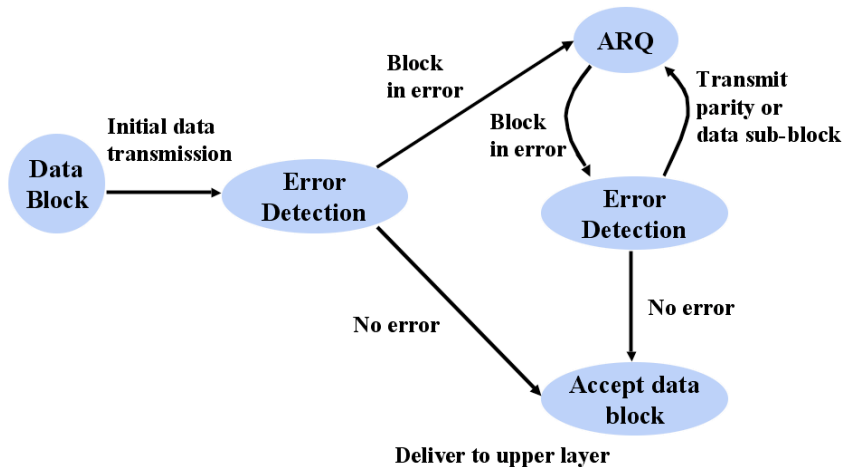 ARQ
Block
in error
Transmit
parity or
data sub-block
Initial data
transmission
Block
in error
Data
Block
Error
Detection
Error
Detection
No error
No error
Accept data
block
Deliver to upper layer